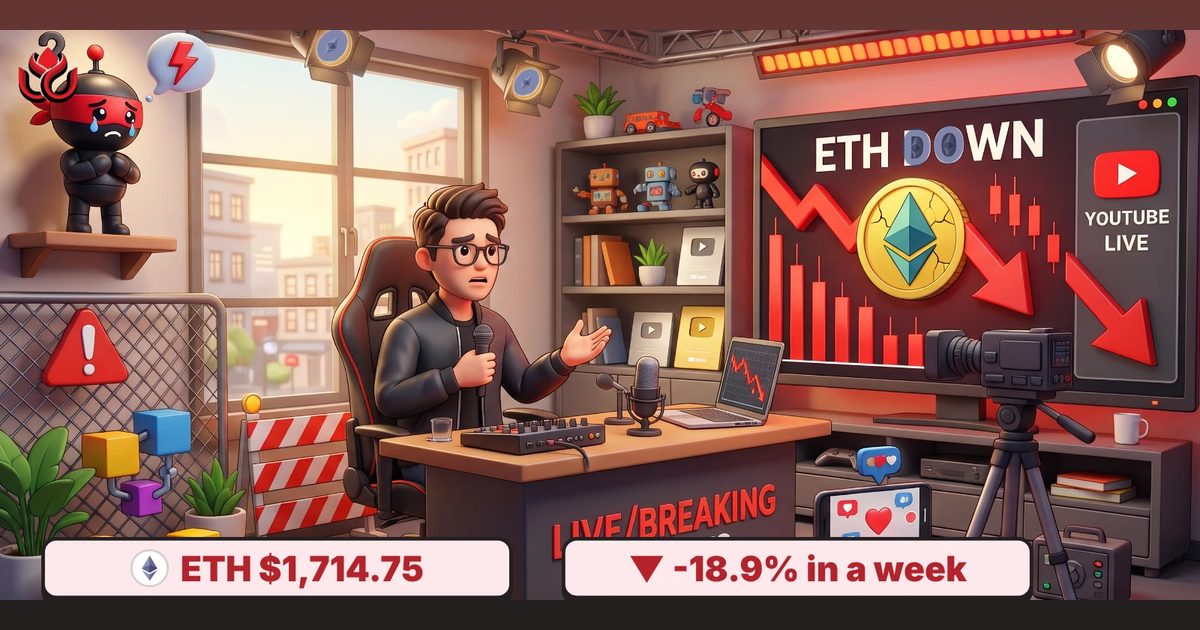 ETH DOWN
YOUTUBE
LIVE
LIVE/BREAKING
ETH $1,714.75
▼ -18.9% in a week